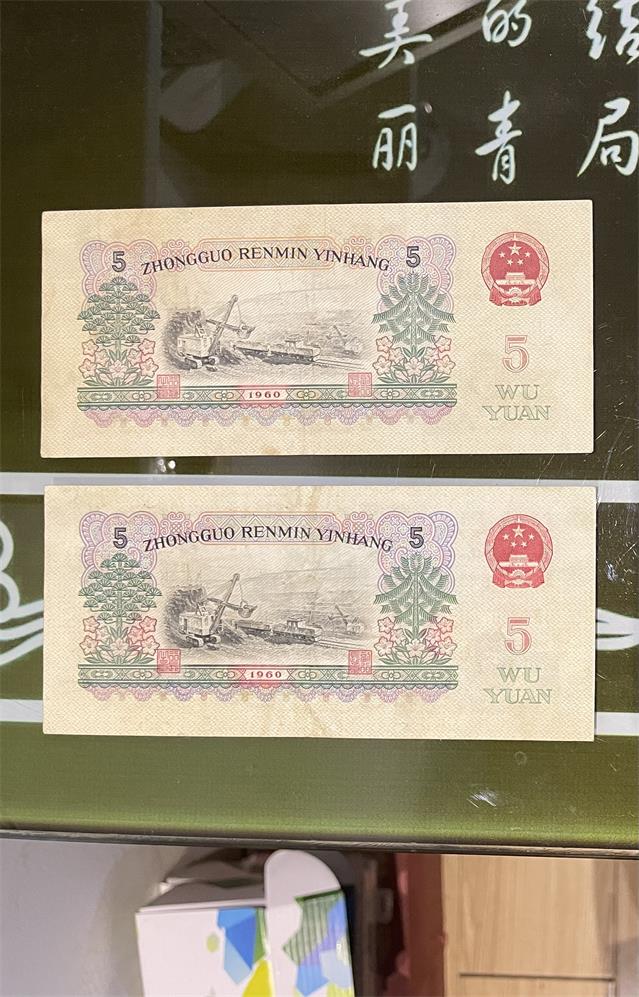 美 的 结
丽 青 局
5 ZHONGGUO RENMIN YINHANG 5
5
WU
YUAN
1960
5 ZHONGGUO RENMIN YINHANG 5
5
WU
YUAN
1960